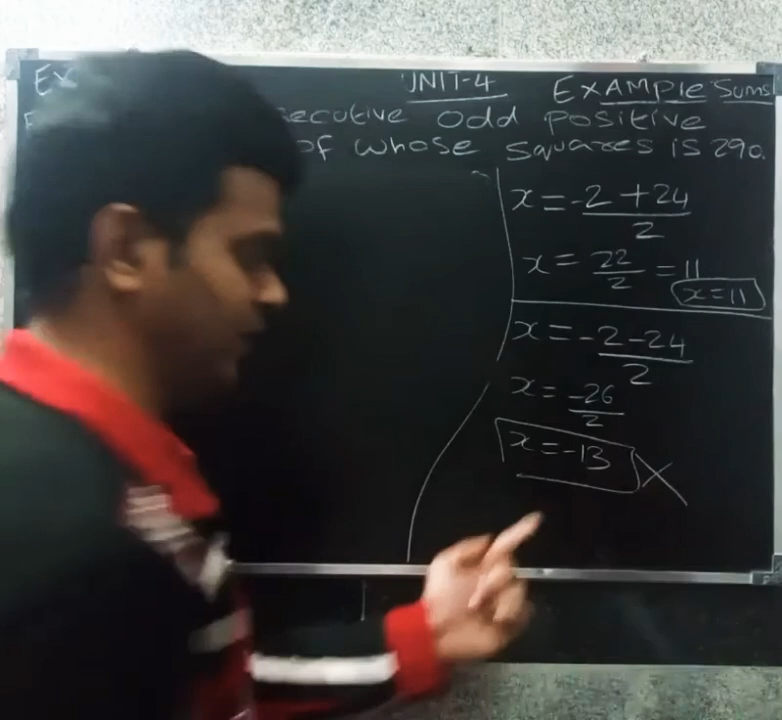 UNIT-4 EXAMPLE Sums
odd positive
of whose squares is 290.
x = -2 + 24
2
x = 22 = 11
2
x = 11
x = -2 - 24
2
x = -26
2
x = -13 X